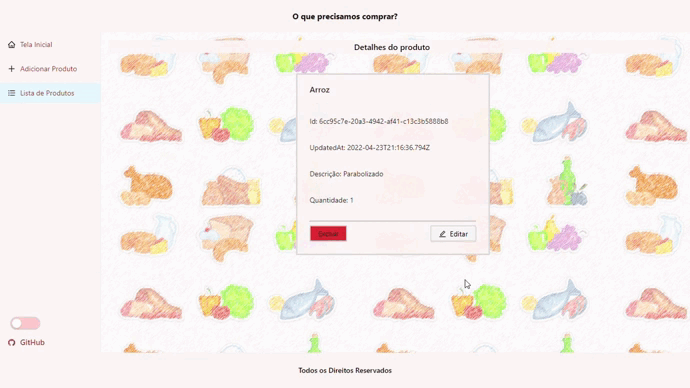 O que precisamos comprar?
Tela Inicial
Adicionar Produto
Lista de Produtos
Detalhes do produto
Arroz
Id: 6cc95c7e-20a3-4942-af41-c13c3b5888b8
UpdatedAt: 2022-04-23T21:16:36.794Z
Descrição: Parabolizado
Quantidade: 1
Editar
GitHub
Todos os Direitos Reservados